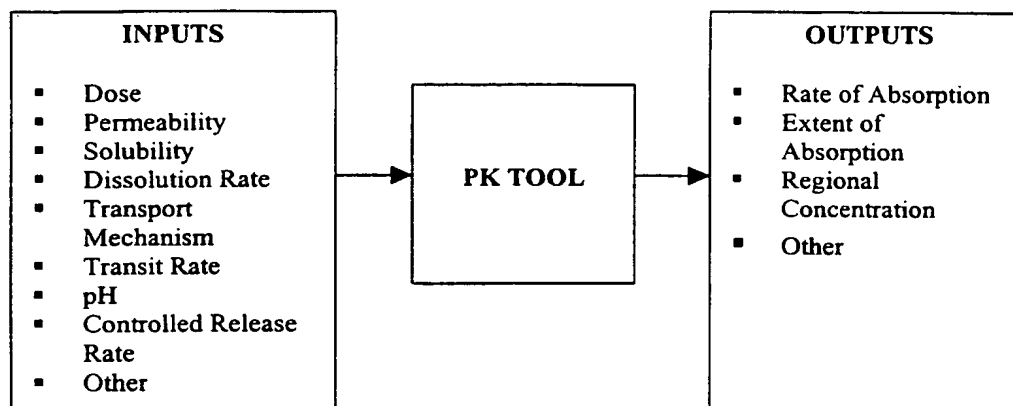 INPUTS
▪ Dose
▪ Permeability
▪ Solubility
▪ Dissolution Rate
▪ Transport
Mechanism
▪ Transit Rate
▪ pH
▪ Controlled Release
Rate
▪ Other
PK TOOL
OUTPUTS
▪ Rate of Absorption
▪ Extent of
Absorption
▪ Regional
Concentration
▪ Other